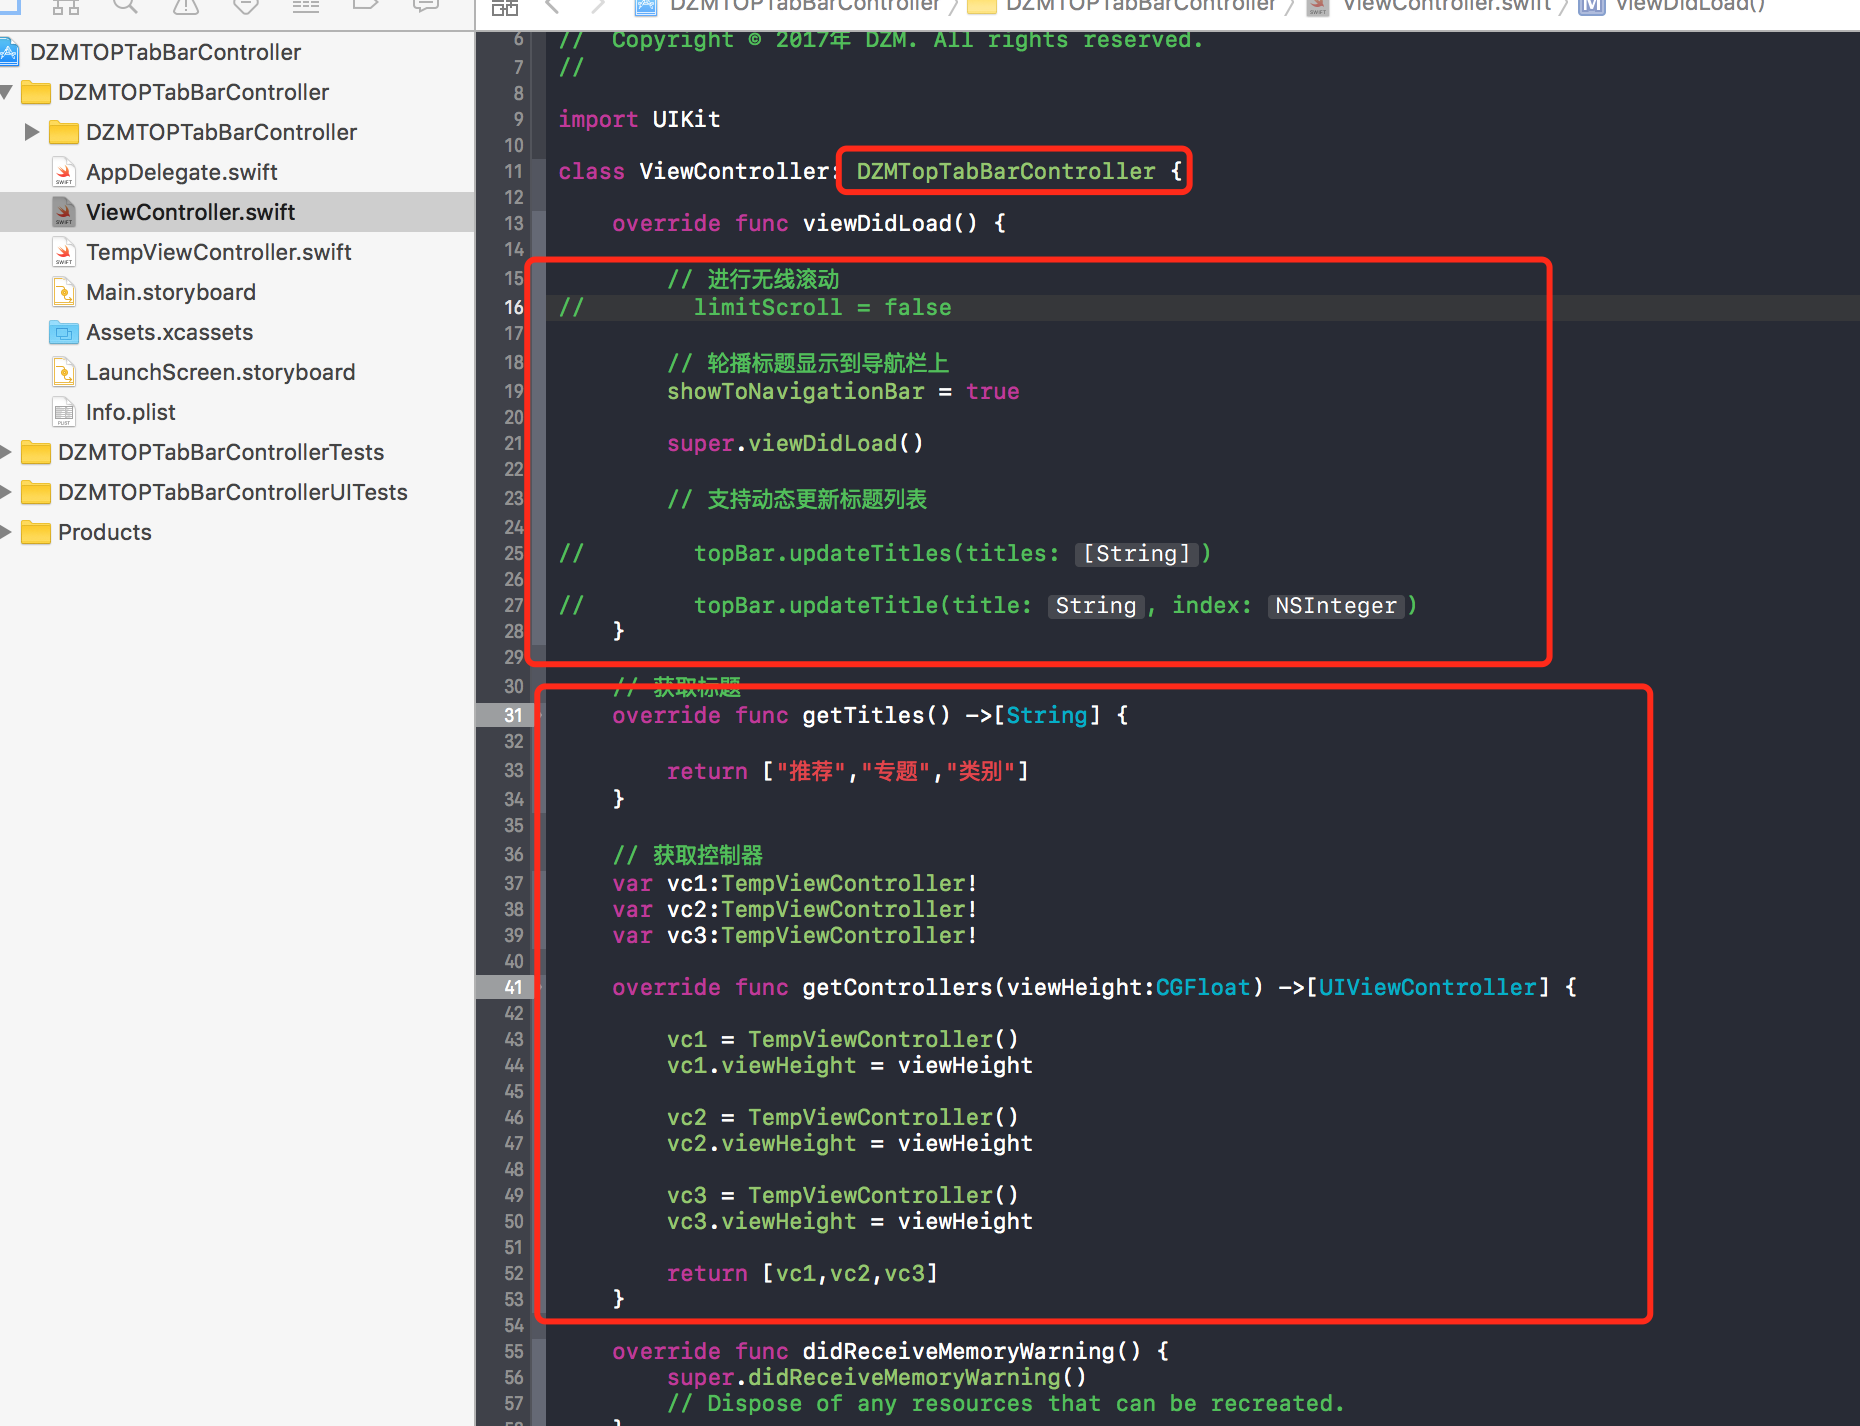 DZMTOPTabBarController
DZMTOPTabBarController
DZMTOPTabBarController
AppDelegate.swift
ViewController.swift
TempViewController.swift
Main.storyboard
Assets.xcassets
LaunchScreen.storyboard
Info.plist
DZMTOPTabBarControllerTests
DZMTOPTabBarControllerUITests
Products
DZMTOPTabBarController DZMTOPTabBarController ViewController.swift M viewDidLoad()
6 //  Copyright © 2017年 DZM. All rights reserved.
7 //
8
9 import UIKit
10
11 class ViewController: DZMTopTabBarController {
12
13     override func viewDidLoad() {
14
15         // 进行无线滚动
16 //        limitScroll = false
17
18         // 轮播标题显示到导航栏上
19         showToNavigationBar = true
20
21         super.viewDidLoad()
22
23         // 支持动态更新标题列表
24
25 //        topBar.updateTitles(titles: [String])
26
27 //        topBar.updateTitle(title: String, index: NSInteger)
28     }
29
30     // 获取标题
31     override func getTitles() ->[String] {
32
33         return ["推荐","专题","类别"]
34     }
35
36     // 获取控制器
37     var vc1:TempViewController!
38     var vc2:TempViewController!
39     var vc3:TempViewController!
40
41     override func getControllers(viewHeight:CGFloat) ->[UIViewController] {
42
43         vc1 = TempViewController()
44         vc1.viewHeight = viewHeight
45
46         vc2 = TempViewController()
47         vc2.viewHeight = viewHeight
48
49         vc3 = TempViewController()
50         vc3.viewHeight = viewHeight
51
52         return [vc1,vc2,vc3]
53     }
54
55     override func didReceiveMemoryWarning() {
56         super.didReceiveMemoryWarning()
57         // Dispose of any resources that can be recreated.